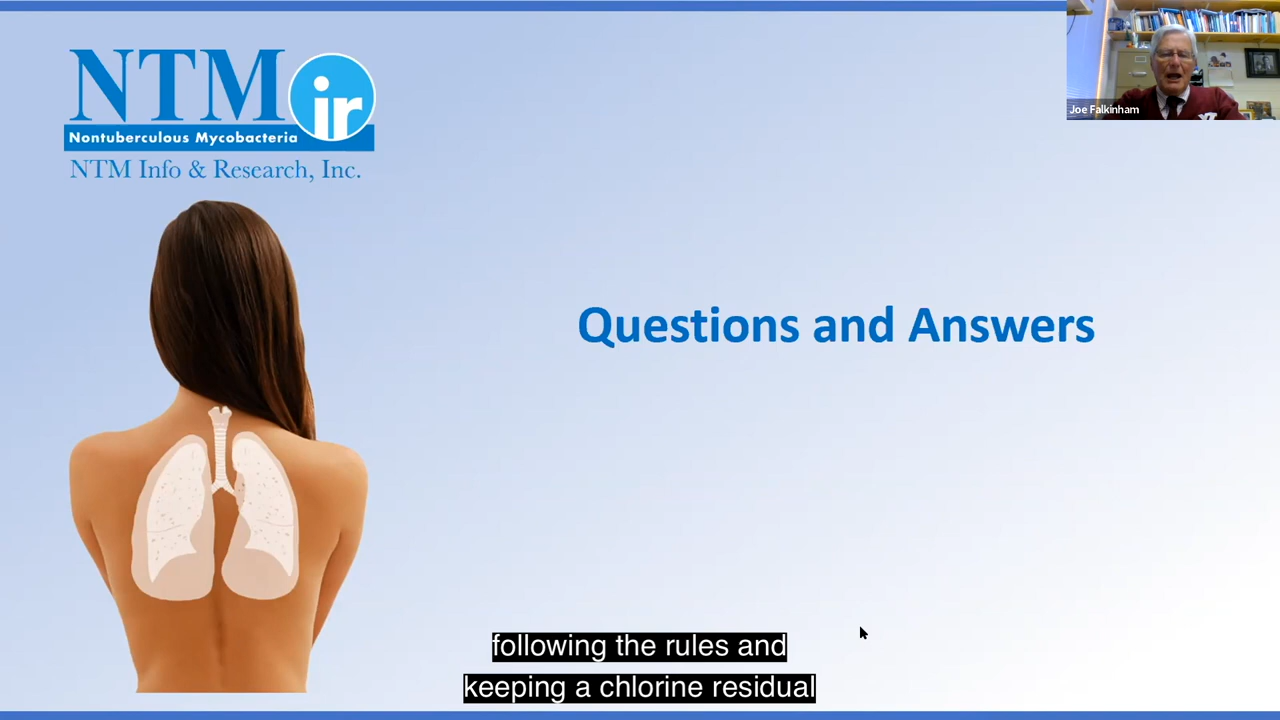 NTM
ir
Nontuberculous Mycobacteria
NTM Info & Research, Inc.
Joe Falkinham
Questions and Answers
following the rules and
keeping a chlorine residual